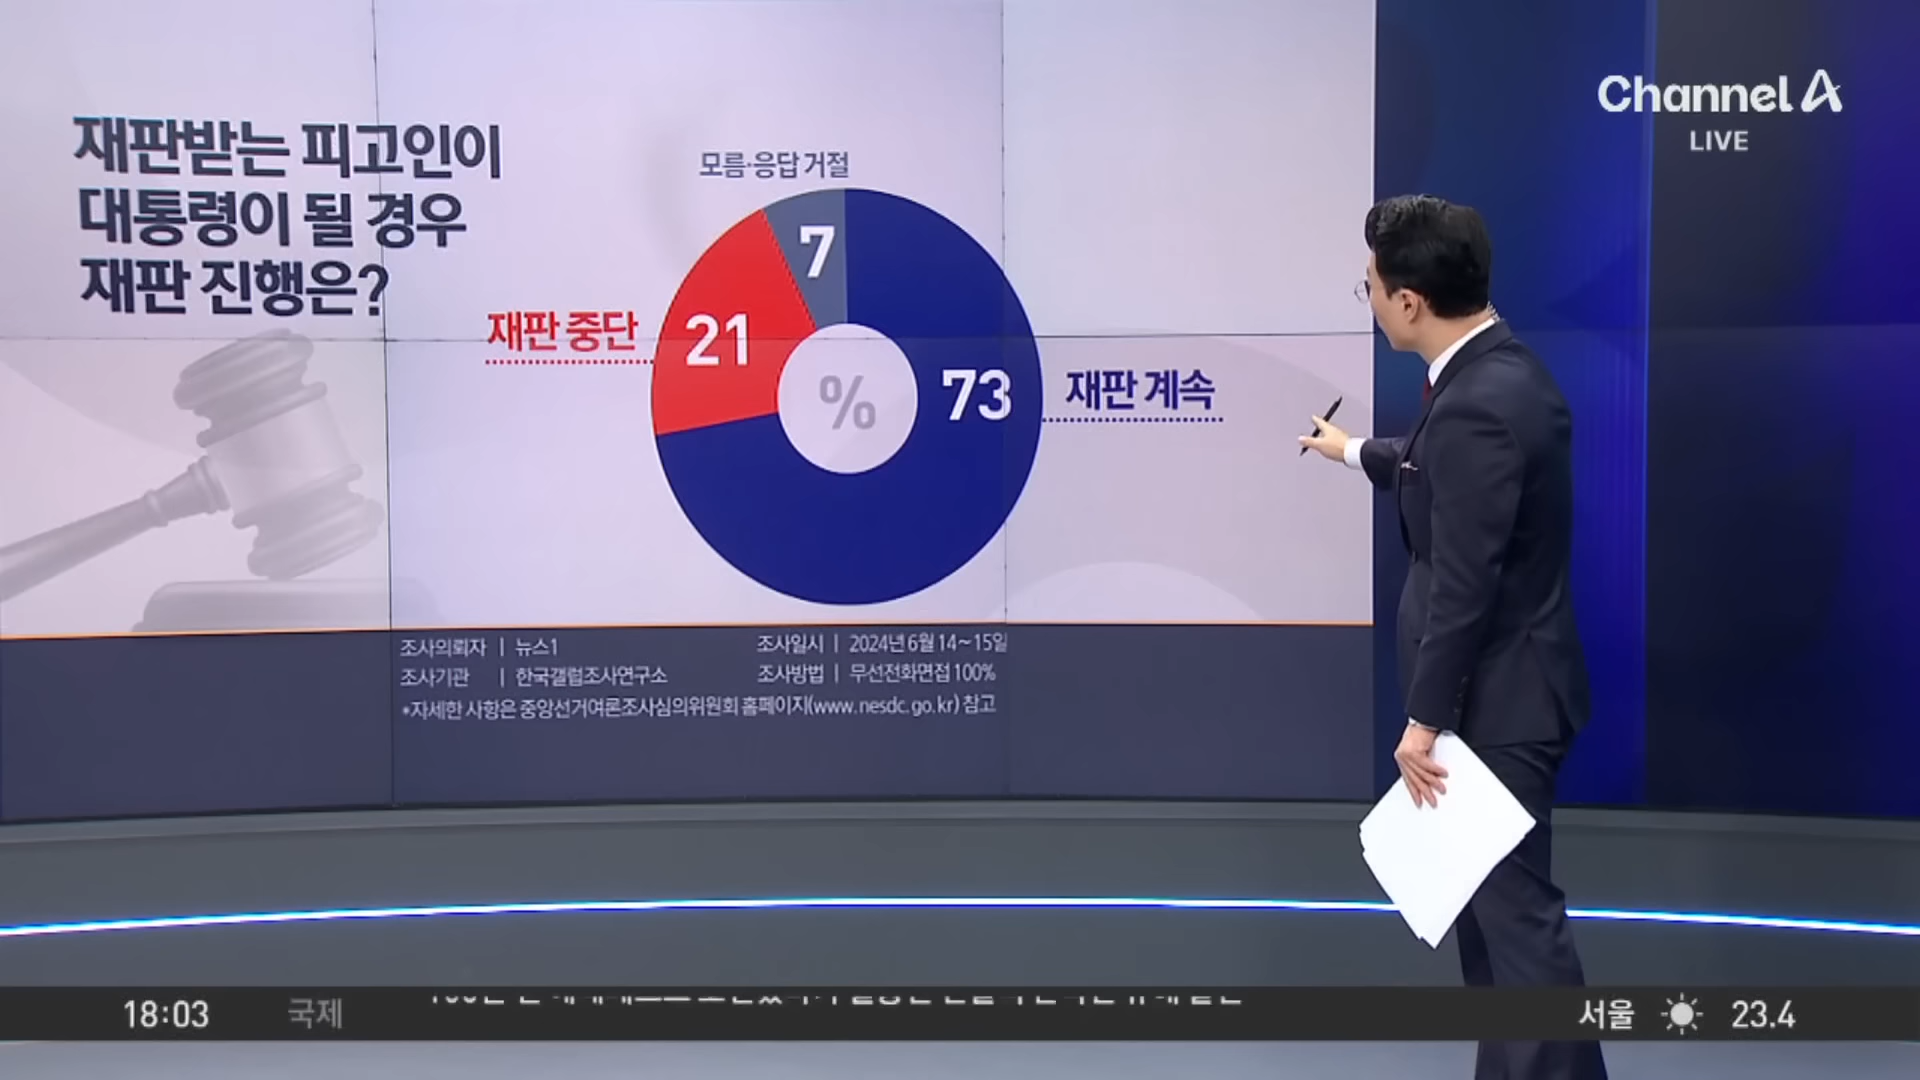 Channel A
LIVE
재판받는 피고인이
대통령이 될 경우
재판 진행은?
모름·응답 거절
7
재판 중단
21
%
73
재판 계속
조사의뢰자 | 뉴스1
조사일시 | 2024년 6월 14~15일
조사기관 | 한국갤럽조사연구소
조사방법 | 무선전화면접 100%
*자세한 사항은 중앙선거여론조사심의위원회 홈페이지(www.nesdc.go.kr) 참고
18:03
국제
서울
23.4